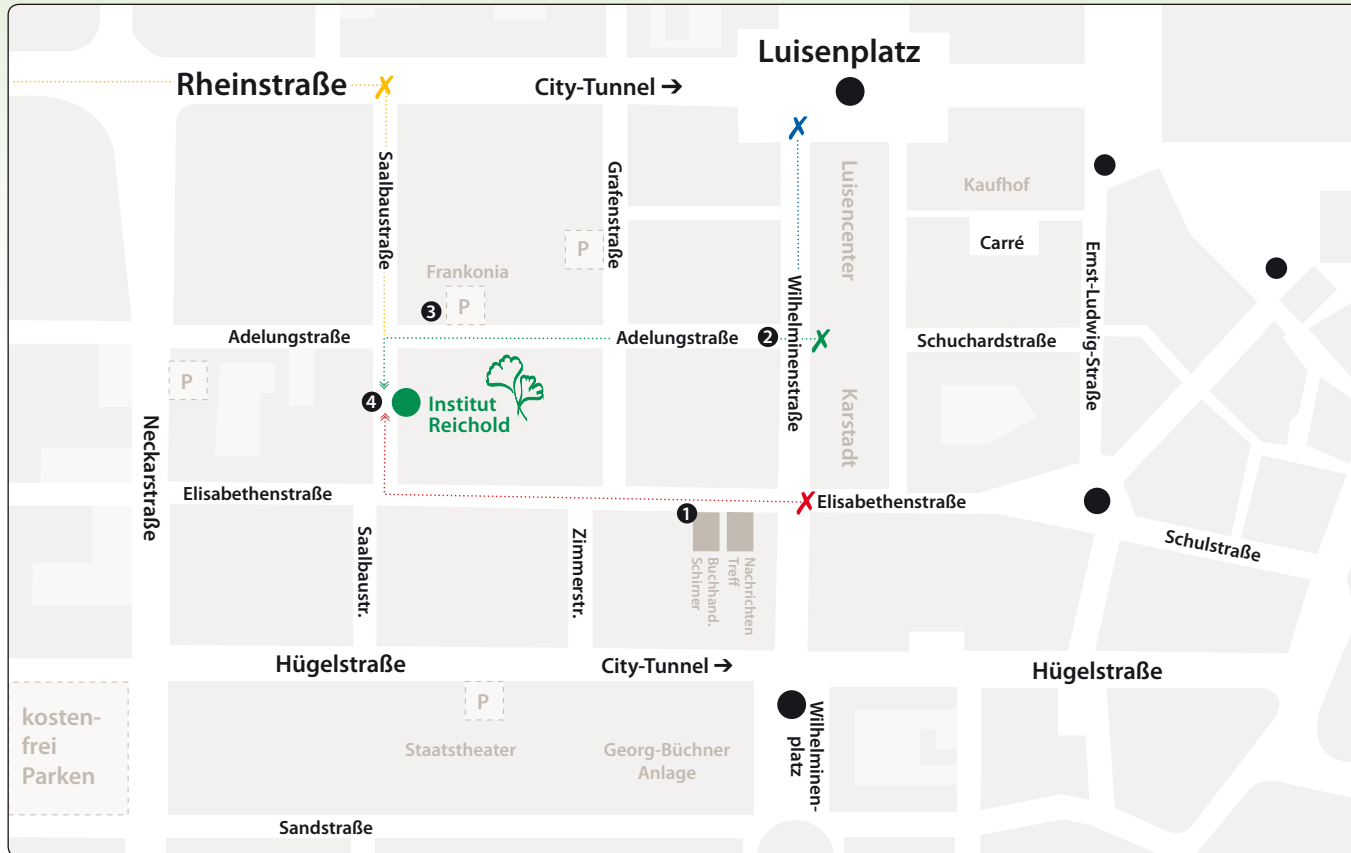 Luisenplatz
Rheinstraße
City-Tunnel →
Saalbaustraße
Grafenstraße
Luisencenter
Kaufhof
Carré
Ernst-Ludwig-Straße
P
Frankonia
P
3
Wilhelminenstraße
Adelungstraße
Adelungstraße
2
Schuchardstraße
P
4
Institut
Reichold
Karstadt
Neckarstraße
Elisabethenstraße
Elisabethenstraße
1
Saalbaustr.
Zimmerstr.
Buchhand.
Schirner
Nachrichten
Treff
Schulstraße
Hügelstraße
City-Tunnel →
Hügelstraße
P
kosten-
frei
Parken
Staatstheater
Georg-Büchner
Anlage
Wilhelminen-
platz
Sandstraße